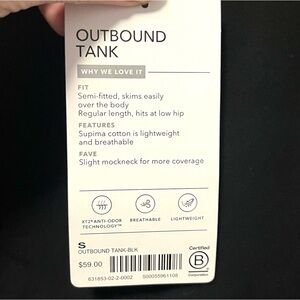 OUTBOUND
TANK
WHY WE LOVE IT
FIT
Semi-fitted, skims easily
over the body
Regular length, hits at low hip
FEATURES
Supima cotton is lightweight
and breathable
FAVE
Slight mockneck for more coverage
XT2® ANTI-ODOR
TECHNOLOGY™
BREATHABLE
LIGHTWEIGHT
S
OUTBOUND TANK-BLK
$59.00
631853-02-2-0002
S00055961108
Certified
B
Corporation